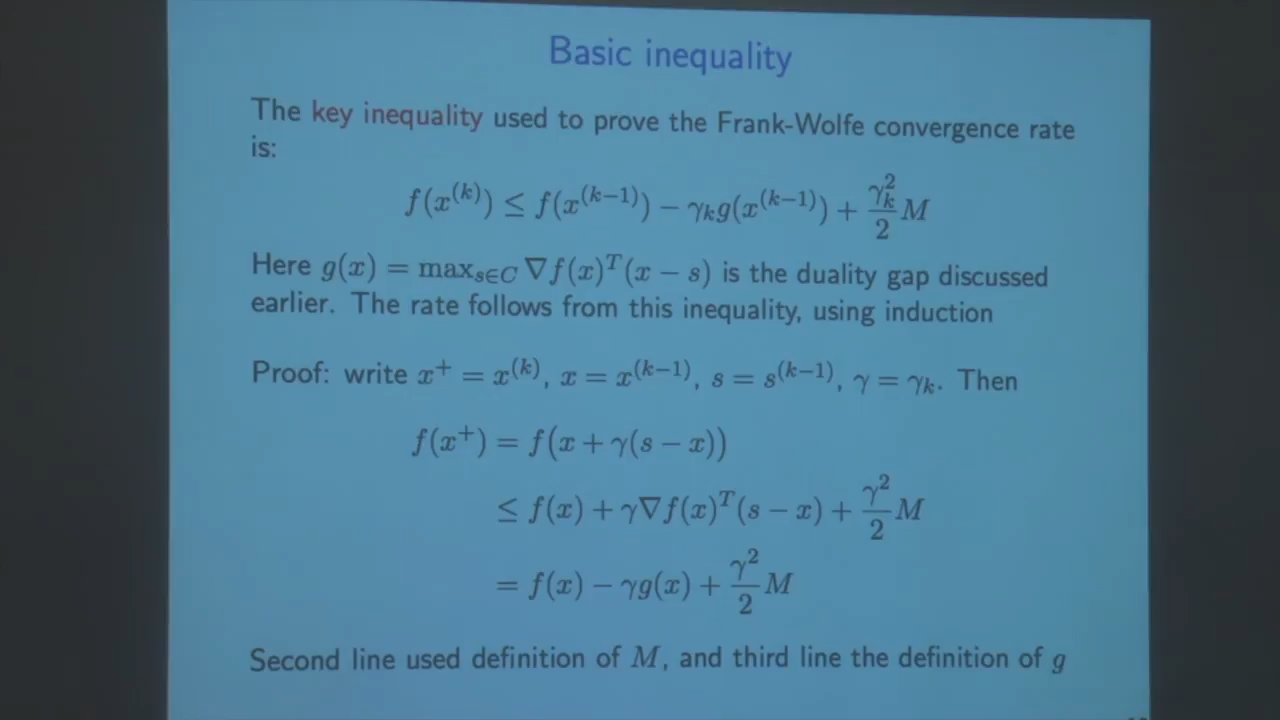 Basic inequality
The key inequality used to prove the Frank-Wolfe convergence rate
is:
f(x^{(k)}) ≤ f(x^{(k−1)}) − γ_k g(x^{(k−1)}) + \frac{γ_k^2}{2} M
Here g(x) = max_{s∈C} ∇f(x)^T(x − s) is the duality gap discussed
earlier. The rate follows from this inequality, using induction
Proof: write x^+ = x^{(k)}, x = x^{(k−1)}, s = s^{(k−1)}, γ = γ_k. Then
f(x^+) = f(x + γ(s − x))
≤ f(x) + γ∇f(x)^T(s − x) + \frac{γ^2}{2} M
= f(x) − γg(x) + \frac{γ^2}{2} M
Second line used definition of M, and third line the definition of g